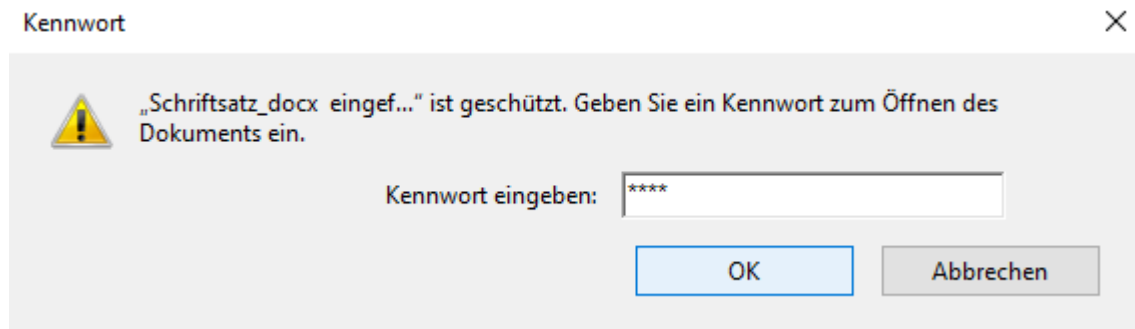 Kennwort
„Schriftsatz_docx  eingef...“ ist geschützt. Geben Sie ein Kennwort zum Öffnen des
Dokuments ein.
Kennwort eingeben: ****
OK Abbrechen